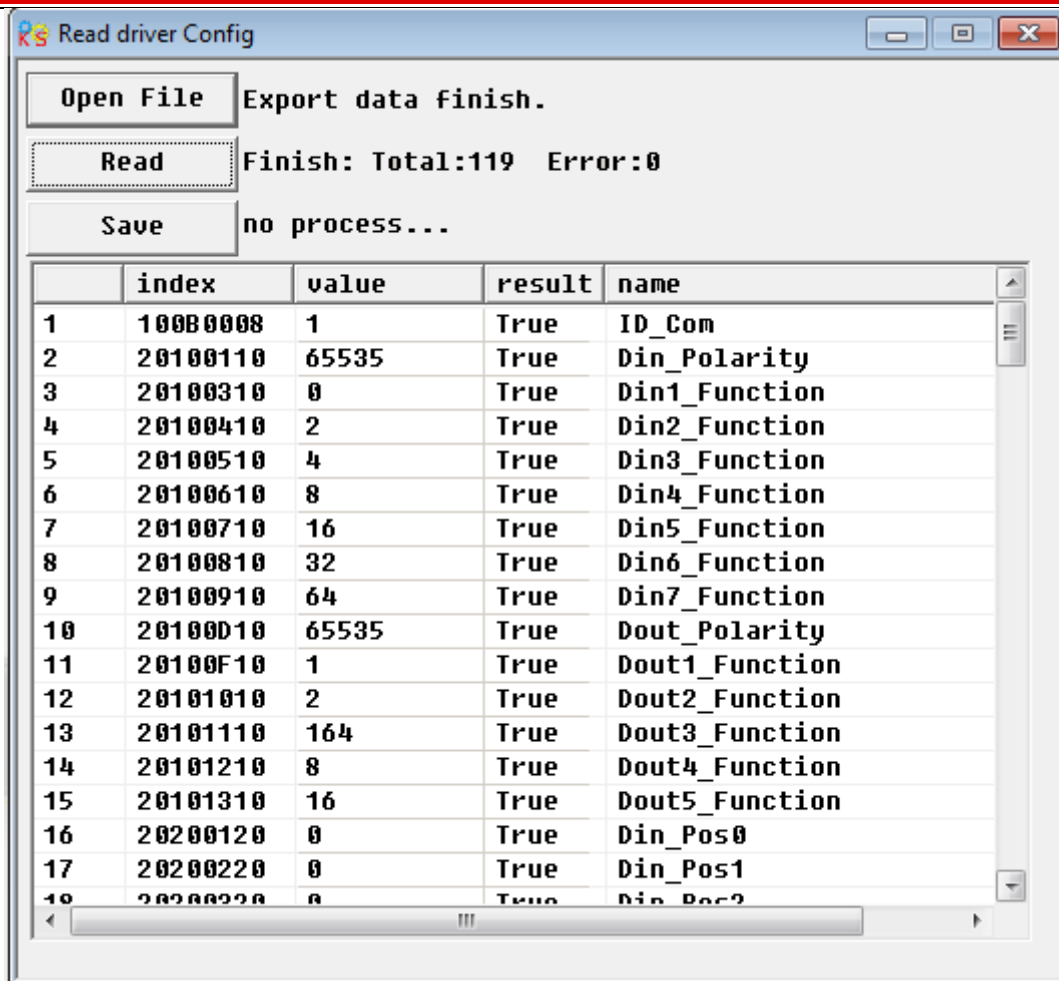 Read driver Config
Open File Export data finish.
Read Finish: Total:119 Error:0
Save no process...
index value result name
1 100B0008 1 True ID_Com
2 20100110 65535 True Din_Polarity
3 20100310 0 True Din1_Function
4 20100410 2 True Din2_Function
5 20100510 4 True Din3_Function
6 20100610 8 True Din4_Function
7 20100710 16 True Din5_Function
8 20100810 32 True Din6_Function
9 20100910 64 True Din7_Function
10 20100D10 65535 True Dout_Polarity
11 20100F10 1 True Dout1_Function
12 20101010 2 True Dout2_Function
13 20101110 164 True Dout3_Function
14 20101210 8 True Dout4_Function
15 20101310 16 True Dout5_Function
16 20200120 0 True Din_Pos0
17 20200220 0 True Din_Pos1
18 20200320 0 True Din_Pos2